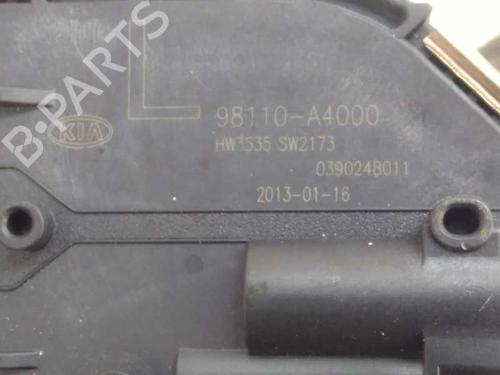 L
98110-A4000
KIA
HW3535 SW2173
0390248011
2013-01-16
B-PARTS